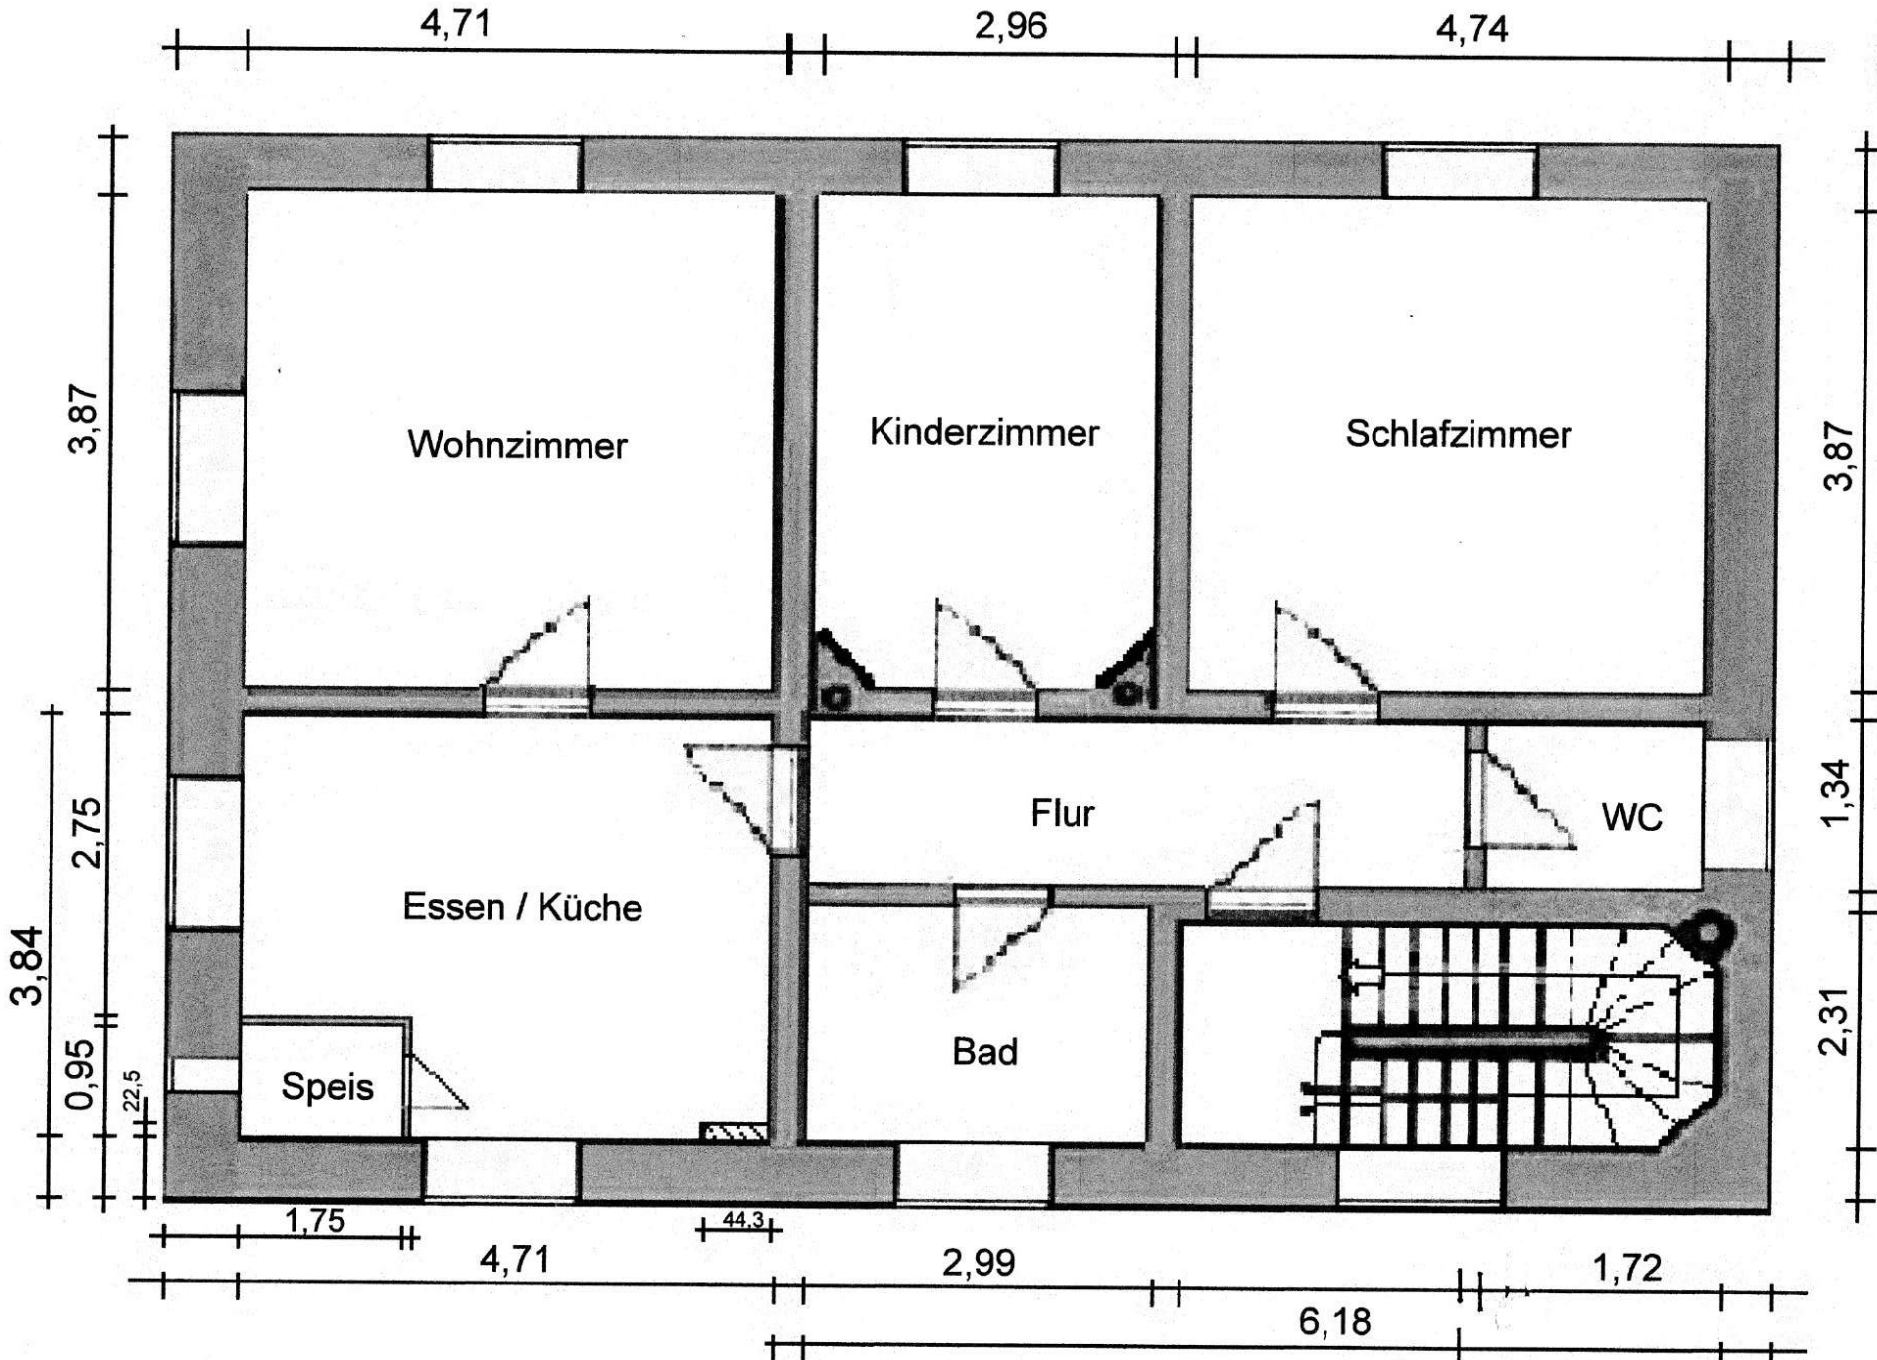 4,71
2,96
4,74
3,87
Wohnzimmer
Kinderzimmer
Schlafzimmer
3,87
2,75
Flur
WC
1,34
Essen / Küche
3,84
0,95
22,5
Speis
Bad
2,31
1,75
44,3
4,71
2,99
1,72
6,18